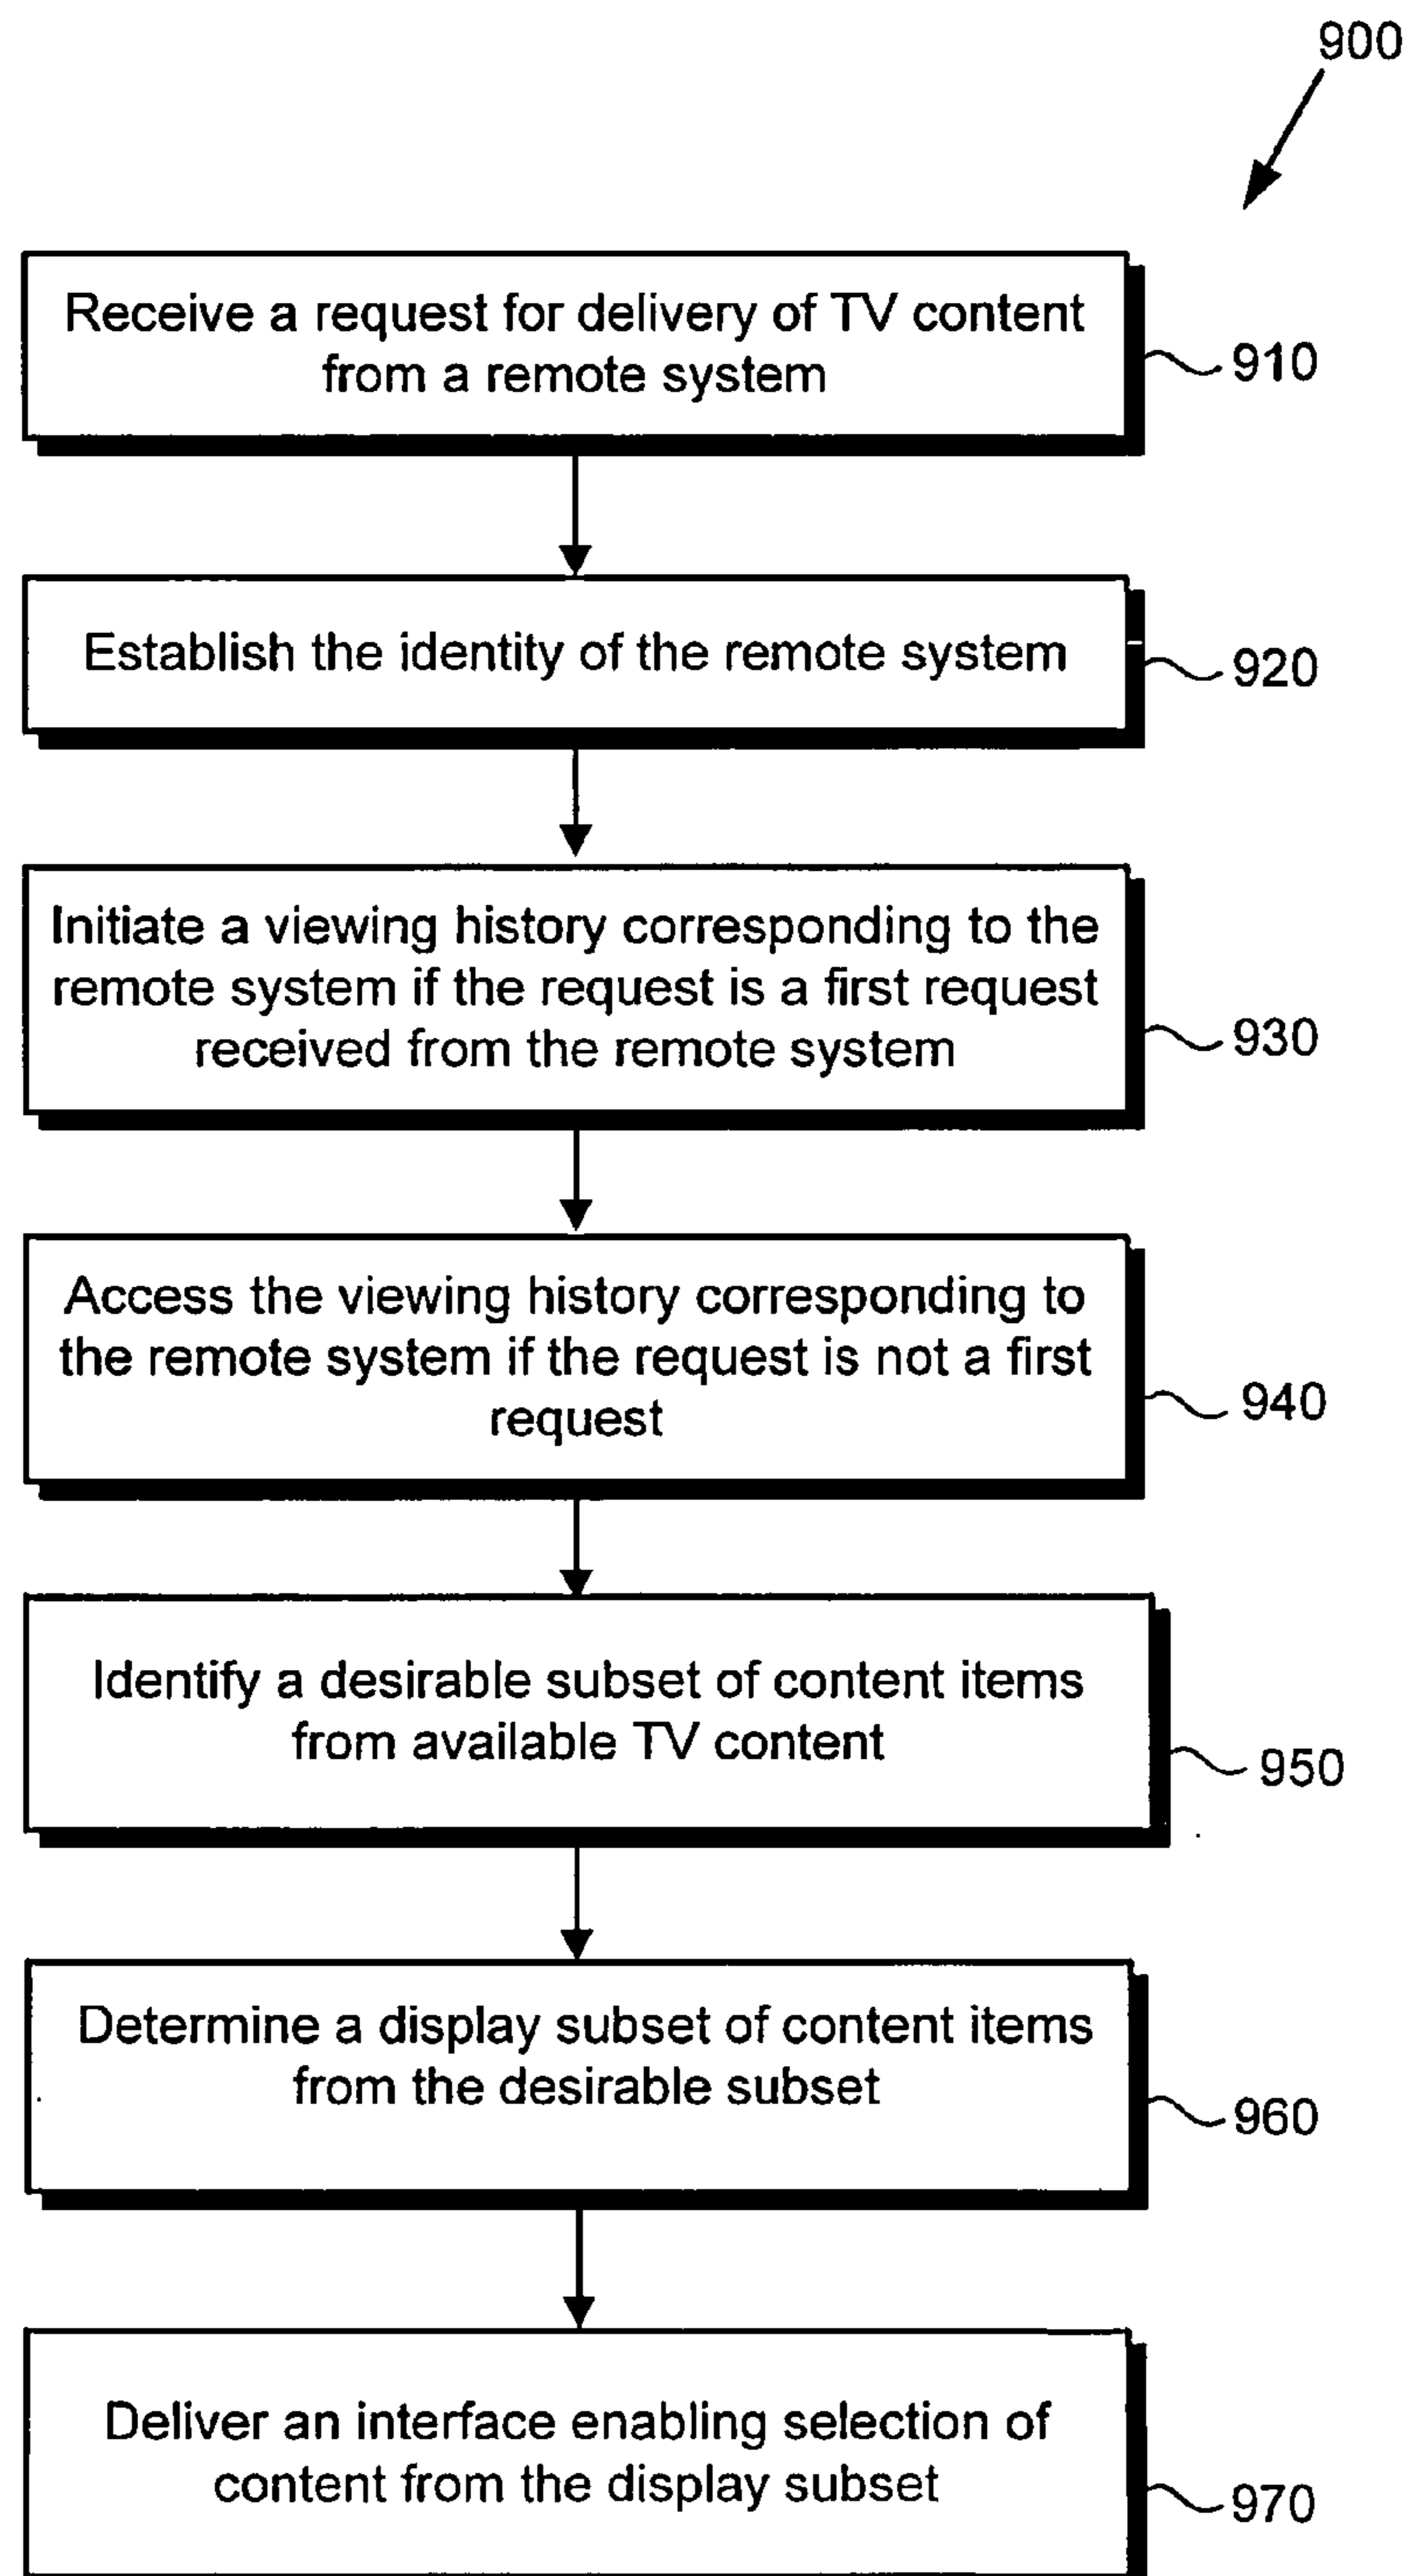 900
Receive a request for delivery of TV content
from a remote system
910
Establish the identity of the remote system
920
Initiate a viewing history corresponding to the
remote system if the request is a first request
received from the remote system
930
Access the viewing history corresponding to
the remote system if the request is not a first
request
940
Identify a desirable subset of content items
from available TV content
950
Determine a display subset of content items
from the desirable subset
960
Deliver an interface enabling selection of
content from the display subset
970